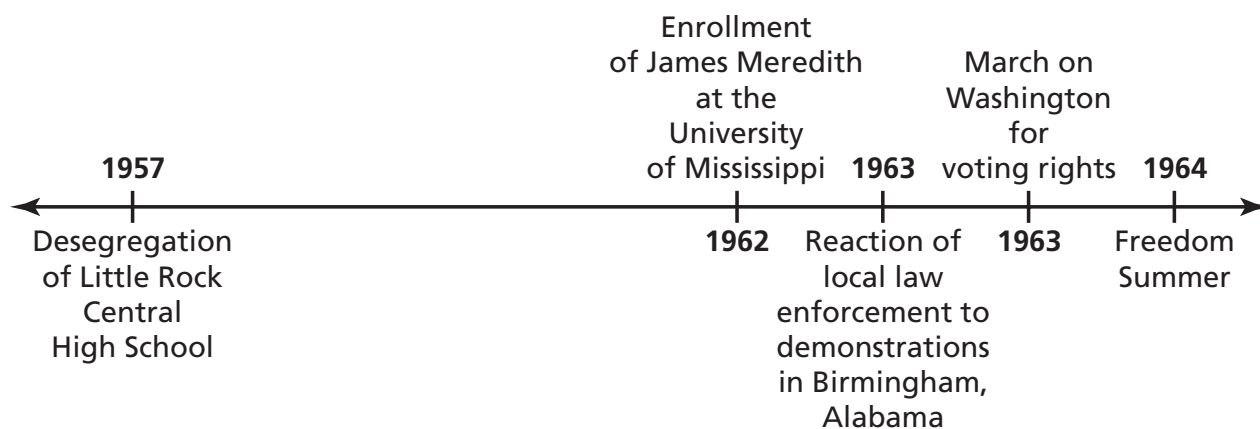 1957
Desegregation
of Little Rock
Central
High School
Enrollment
of James Meredith
at the
University
of Mississippi
1962
1963
Reaction of
local law
enforcement to
demonstrations
in Birmingham,
Alabama
March on
Washington
for
voting rights
1963
1964
Freedom
Summer